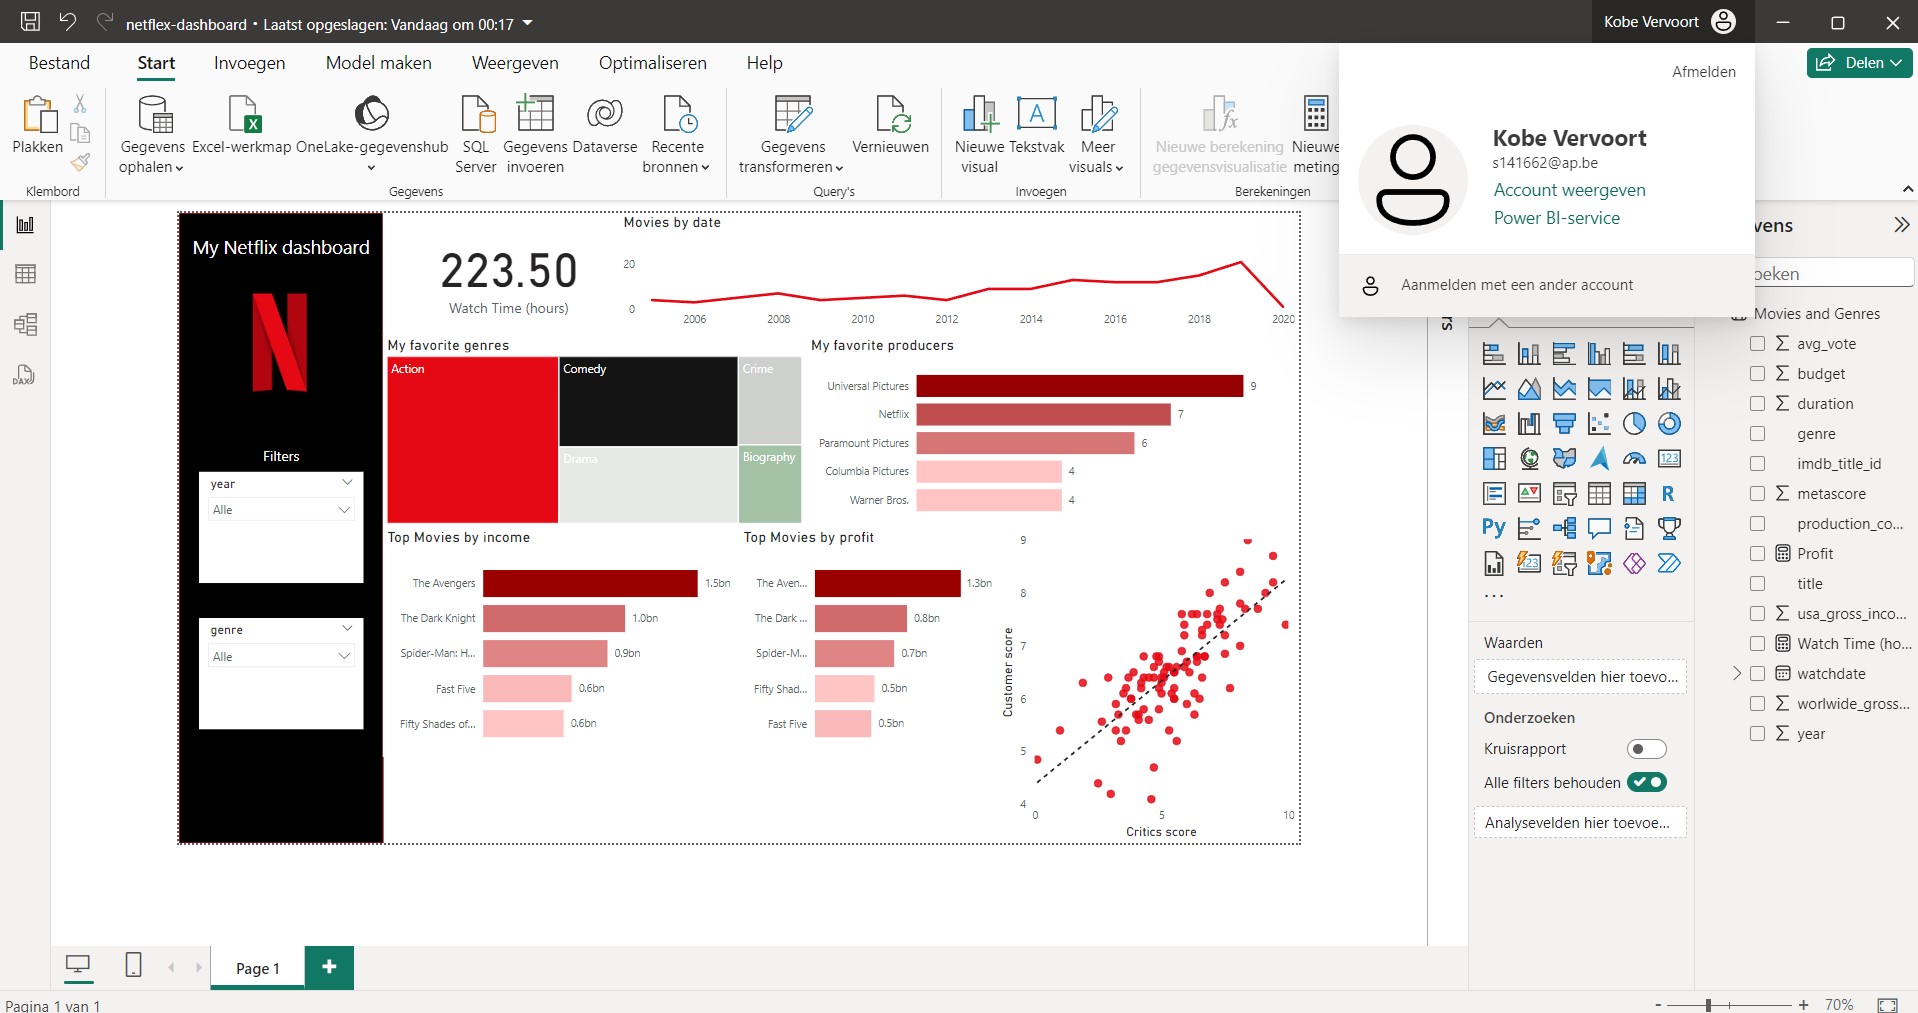 netflex-dashboard • Laatst opgeslagen: Vandaag om 00:17
Kobe Vervoort
Bestand
Start
Invoegen
Model maken
Weergeven
Optimaliseren
Help
Delen
Plakken
Klembord
Gegevens ophalen
Excel-werkmap
OneLake-gegevenshub
SQL Server
Gegevens invoeren
Dataverse
Recente bronnen
Gegevens
Gegevens transformeren
Vernieuwen
Query's
Nieuwe visual
Tekstvak
Meer visuals
Invoegen
Nieuwe berekening gegevensvisualisatie
Nieuwe meting
Berekeningen
Afmelden
Kobe Vervoort
s141662@ap.be
Account weergeven
Power BI-service
Aanmelden met een ander account
My Netflix dashboard
Filters
year
Alle
genre
Alle
223.50
Watch Time (hours)
Movies by date
20
0
2006
2008
2010
2012
2014
2016
2018
2020
My favorite genres
Action
Comedy
Crime
Drama
Biography
My favorite producers
Universal Pictures
9
Netflix
7
Paramount Pictures
6
Columbia Pictures
4
Warner Bros.
4
Top Movies by income
The Avengers
1.5bn
The Dark Knight
1.0bn
Spider-Man: H...
0.9bn
Fast Five
0.6bn
Fifty Shades of...
0.6bn
Top Movies by profit
The Aven...
1.3bn
The Dark ...
0.8bn
Spider-M...
0.7bn
Fifty Shad...
0.5bn
Fast Five
0.5bn
9
8
7
6
5
4
Customer score
0
5
10
Critics score
Py
R
123
...
Waarden
Gegevensvelden hier toevo...
Onderzoeken
Kruisrapport
Alle filters behouden
Analysevelden hier toevoe...
vens
oeken
Movies and Genres
avg_vote
budget
duration
genre
imdb_title_id
metascore
production_co...
Profit
title
usa_gross_inco...
Watch Time (ho...
watchdate
worlwide_gross...
year
Page 1
Pagina 1 van 1
- + 70%